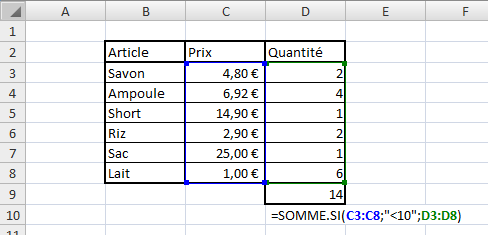 A B C D E F
1
2 Article Prix Quantité
3 Savon 4,80 € 2
4 Ampoule 6,92 € 4
5 Short 14,90 € 1
6 Riz 2,90 € 2
7 Sac 25,00 € 1
8 Lait 1,00 € 6
9 14
10 =SOMME.SI(C3:C8;"<10";D3:D8)
11